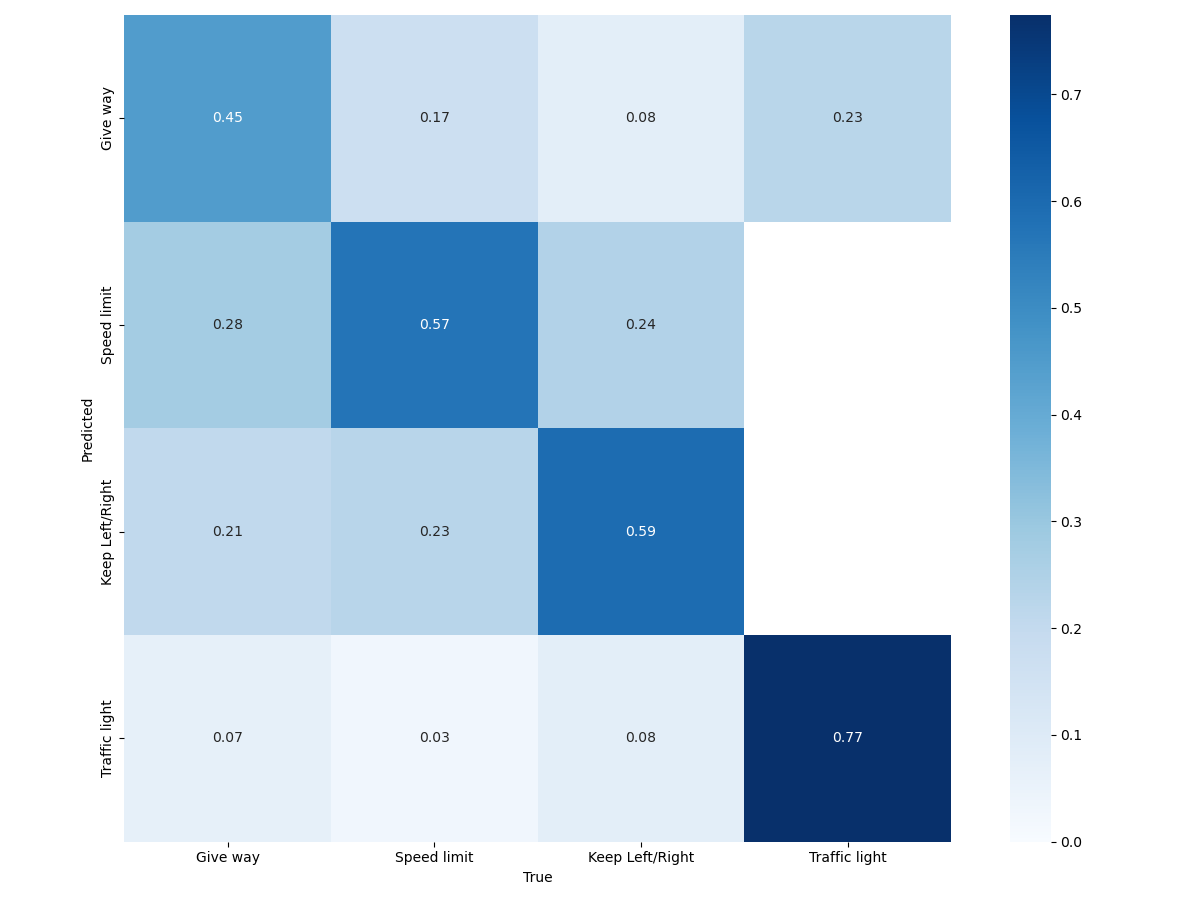 Give way
0.45
0.17
0.08
0.23
Speed limit
0.28
0.57
0.24
Keep Left/Right
0.21
0.23
0.59
Traffic light
0.07
0.03
0.08
0.77
Predicted
Give way
Speed limit
Keep Left/Right
Traffic light
True
0.7
0.6
0.5
0.4
0.3
0.2
0.1
0.0